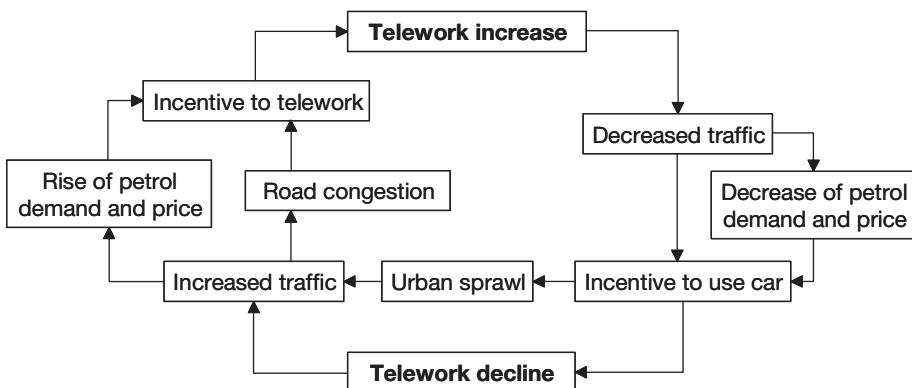 Telework increase
Incentive to telework
Decreased traffic
Rise of petrol
demand and price
Road congestion
Decrease of petrol
demand and price
Increased traffic
Urban sprawl
Incentive to use car
Telework decline